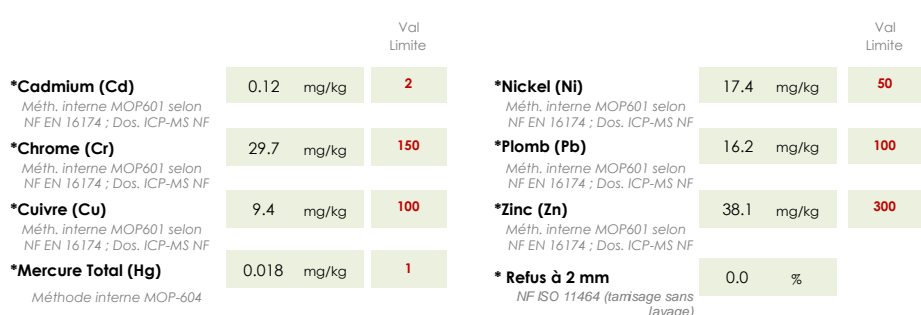 Val
Limite
*Cadmium (Cd) 0.12 mg/kg 2
Méth. interne MOP601 selon
NF EN 16174 ; Dos. ICP-MS NF
*Chrome (Cr) 29.7 mg/kg 150
Méth. interne MOP601 selon
NF EN 16174 ; Dos. ICP-MS NF
*Cuivre (Cu) 9.4 mg/kg 100
Méth. interne MOP601 selon
NF EN 16174 ; Dos. ICP-MS NF
*Mercure Total (Hg) 0.018 mg/kg 1
Méthode interne MOP-604
Val
Limite
*Nickel (Ni) 17.4 mg/kg 50
Méth. interne MOP601 selon
NF EN 16174 ; Dos. ICP-MS NF
*Plomb (Pb) 16.2 mg/kg 100
Méth. interne MOP601 selon
NF EN 16174 ; Dos. ICP-MS NF
*Zinc (Zn) 38.1 mg/kg 300
Méth. interne MOP601 selon
NF EN 16174 ; Dos. ICP-MS NF
* Refus à 2 mm 0.0 %
NF ISO 11464 (tamisage sans
lavage)